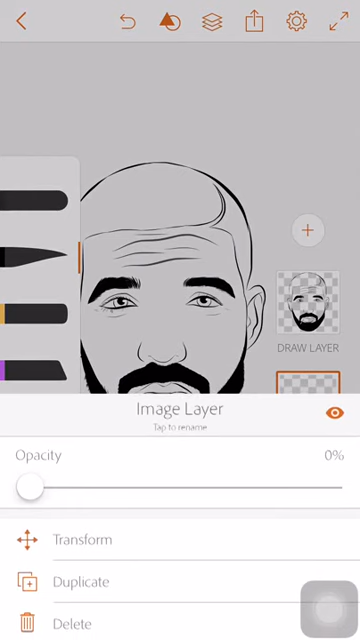 DRAW LAYER
Image Layer
Tap to rename
Opacity 0%
Transform
Duplicate
Delete